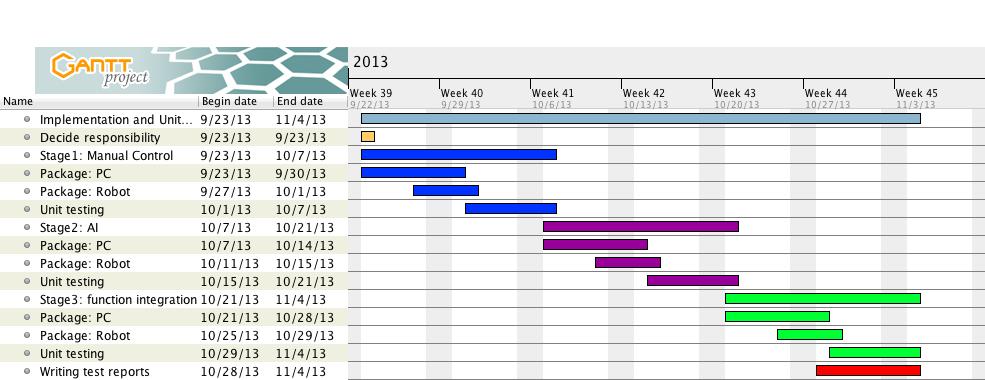 GANTT
project
2013
Week 39 Week 40 Week 41 Week 42 Week 43 Week 44 Week 45
Name Begin date End date 9/22/13 9/29/13 10/6/13 10/13/13 10/20/13 10/27/13 11/3/13
Implementation and Unit... 9/23/13 11/4/13
Decide responsibility 9/23/13 9/23/13
Stage1: Manual Control 9/23/13 10/7/13
Package: PC 9/23/13 9/30/13
Package: Robot 9/27/13 10/1/13
Unit testing 10/1/13 10/7/13
Stage2: AI 10/7/13 10/21/13
Package: PC 10/7/13 10/14/13
Package: Robot 10/11/13 10/15/13
Unit testing 10/15/13 10/21/13
Stage3: function integration 10/21/13 11/4/13
Package: PC 10/21/13 10/28/13
Package: Robot 10/25/13 10/29/13
Unit testing 10/29/13 11/4/13
Writing test reports 10/28/13 11/4/13